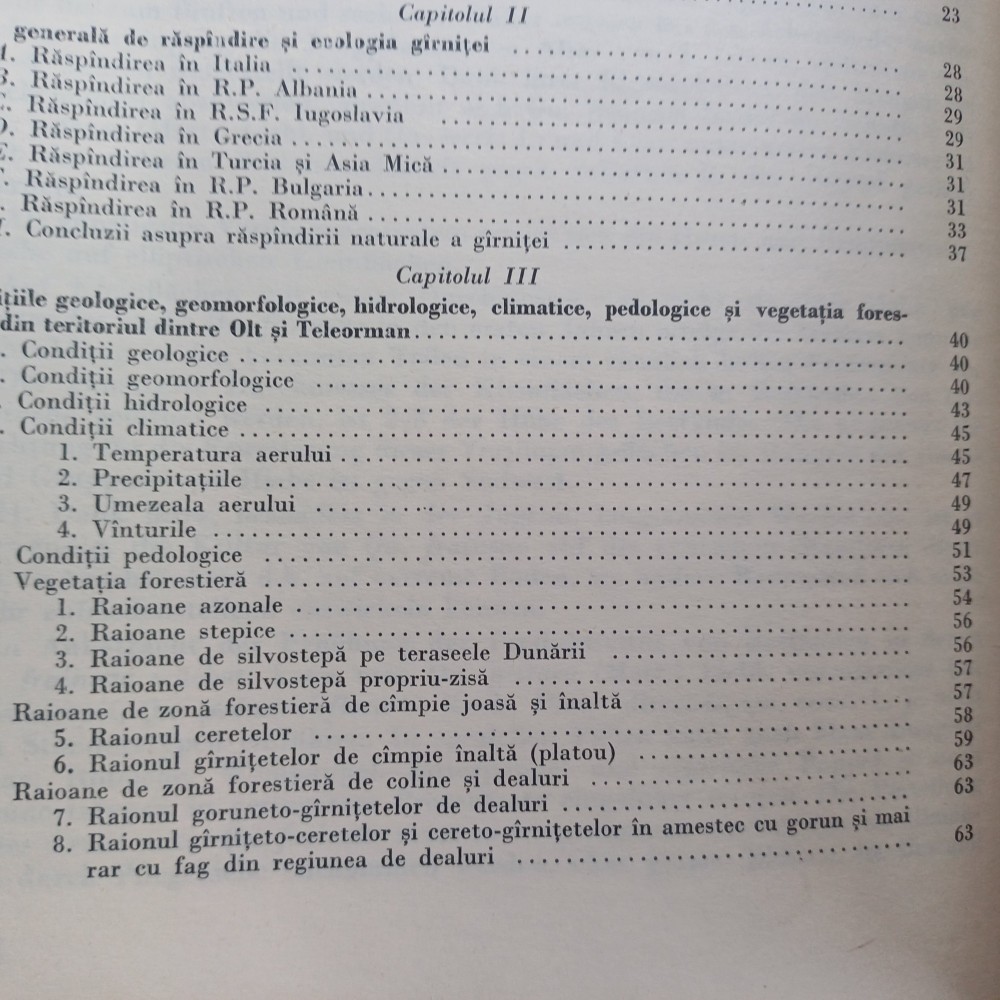 23
Capitolul II
generală de răspîndire și ecologia gîrniței ........ 28
Răspîndirea în Italia ........ 28
Răspîndirea în R.P. Albania ........ 29
Răspîndirea în R.S.F. Iugoslavia ........ 29
Răspîndirea în Grecia ........ 31
Răspîndirea în Turcia și Asia Mică ........ 31
Răspîndirea în R.P. Bulgaria ........ 31
Răspîndirea în R.P. Română ........ 33
Concluzii asupra răspîndirii naturale a gîrniței ........ 37
Capitolul III
ițiile geologice, geomorfologice, hidrologice, climatice, pedologice și vegetația fores-
din teritoriul dintre Olt și Teleorman ........ 40
. Condiții geologice ........ 40
. Condiții geomorfologice ........ 40
Condiții hidrologice ........ 43
. Condiții climatice ........ 45
1. Temperatura aerului ........ 45
2. Precipitațiile ........ 47
3. Umezeala aerului ........ 49
4. Vînturile ........ 49
Condiții pedologice ........ 51
Vegetația forestieră ........ 53
1. Raioane azonale ........ 54
2. Raioane stepice ........ 56
3. Raioane de silvostepă pe teraseele Dunării ........ 56
4. Raioane de silvostepă propriu-zisă ........ 57
Raioane de zonă forestieră de cîmpie joasă și înaltă ........ 57
5. Raionul ceretelor ........ 58
6. Raionul gîrnițetelor de cîmpie înaltă (platou) ........ 59
Raioane de zonă forestieră de coline și dealuri ........ 63
7. Raionul goruneto-gîrnițetelor de dealuri ........ 63
8. Raionul gîrnițeto-ceretelor și cereto-gîrnițetelor în amestec cu gorun și mai
rar cu fag din regiunea de dealuri ........ 63